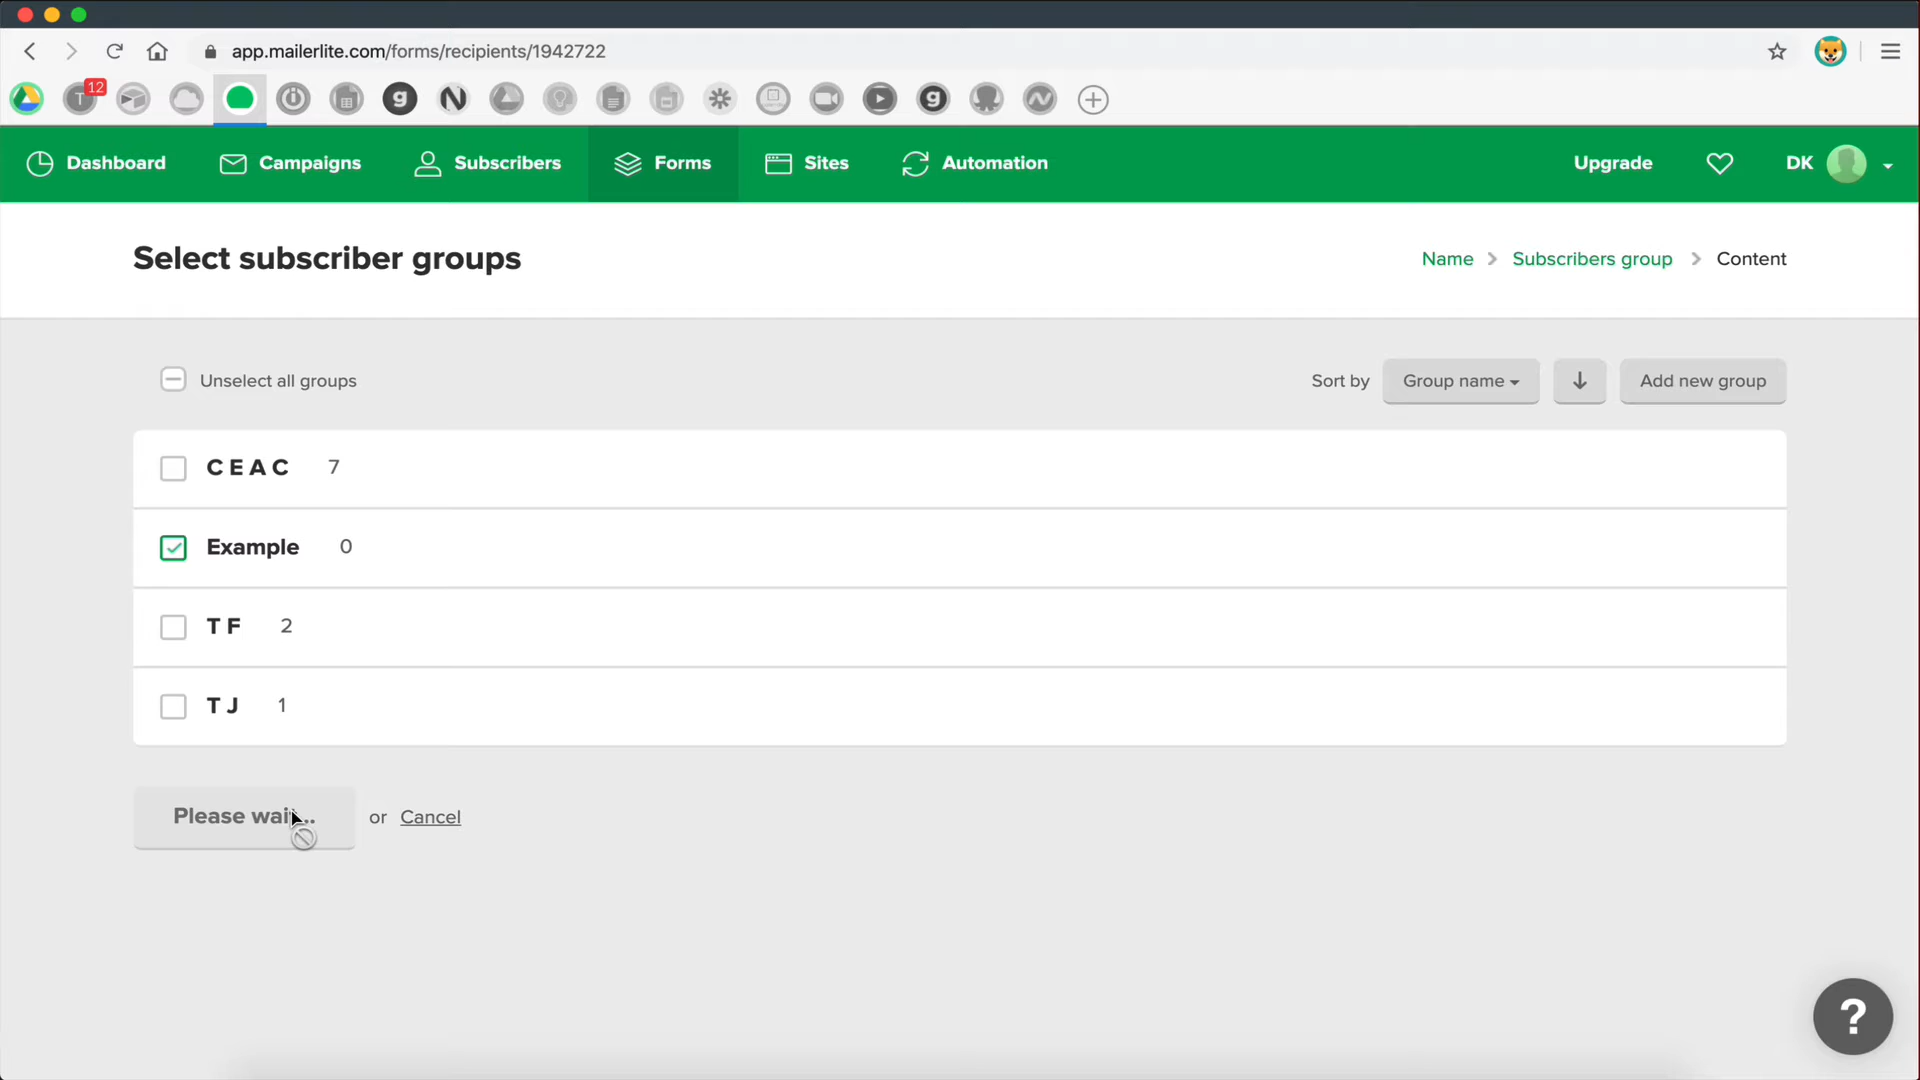 app.mailerlite.com/forms/recipients/1942722
12
T
g
N
g
Dashboard
Campaigns
Subscribers
Forms
Sites
Automation
Upgrade
DK
Select subscriber groups
Name
Subscribers group
Content
Unselect all groups
Sort by
Group name
Add new group
C E A C 7
Example 0
T F 2
T J 1
Please wait...
or Cancel
?